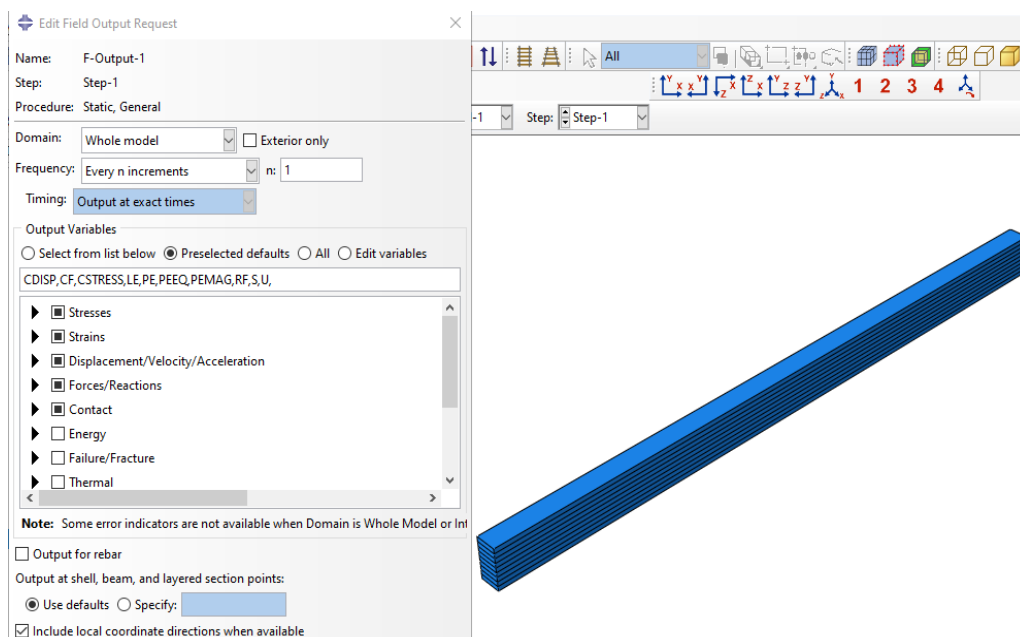 Edit Field Output Request
Name: F-Output-1
Step: Step-1
Procedure: Static, General
Domain: Whole model Exterior only
Frequency: Every n increments n: 1
Timing: Output at exact times
Output Variables
Select from list below Preselected defaults All Edit variables
CDISP,CF,CSTRESS,LE,PE,PEEQ,PEMAG,RF,S,U,
Stresses
Strains
Displacement/Velocity/Acceleration
Forces/Reactions
Contact
Energy
Failure/Fracture
Thermal
Note: Some error indicators are not available when Domain is Whole Model or Int
Output for rebar
Output at shell, beam, and layered section points:
Use defaults Specify:
Include local coordinate directions when available
All
1 2 3 4
-1 Step: Step-1